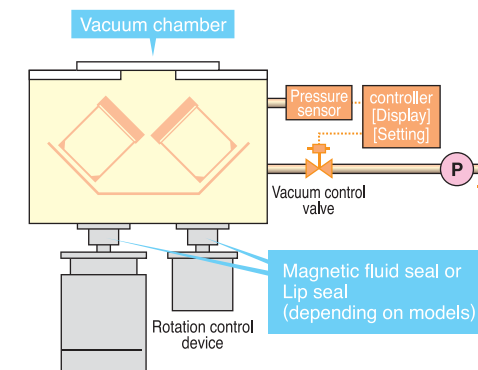 Vacuum chamber
Pressure
sensor
controller
[Display]
[Setting]
P
Vacuum control
valve
Magnetic fluid seal or
Lip seal
(depending on models)
Rotation control
device